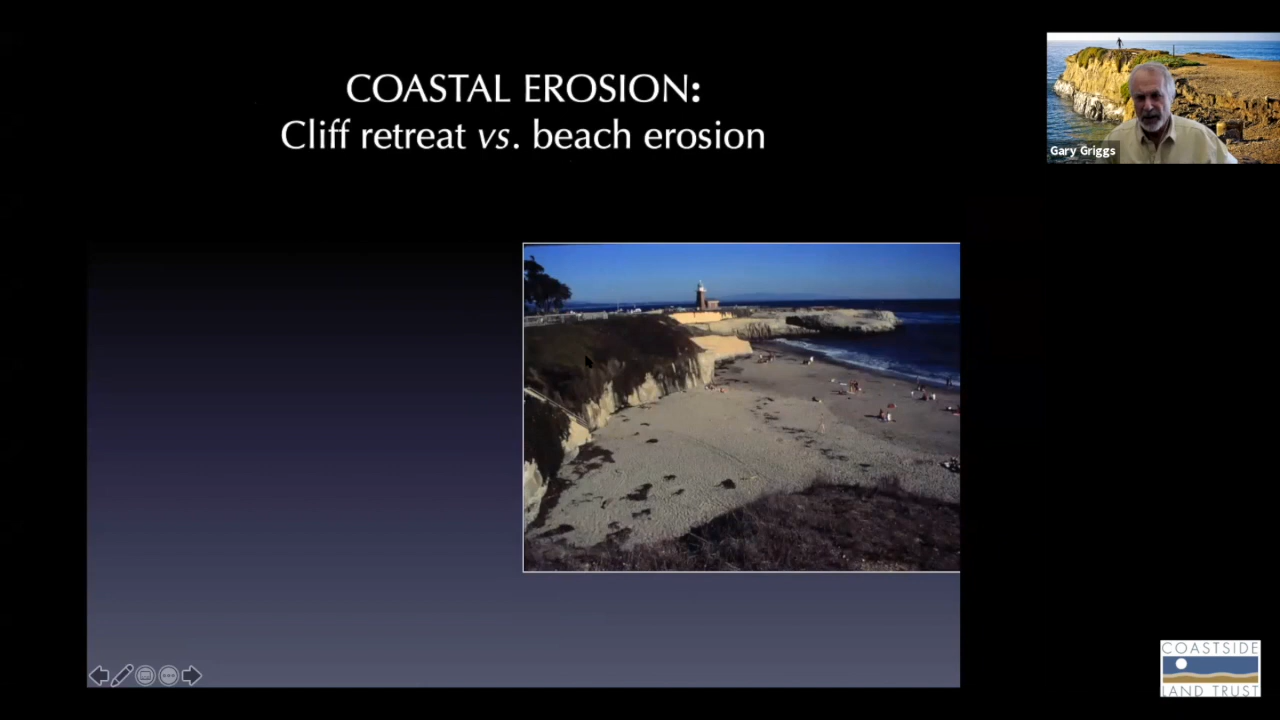 COASTAL EROSION:
Cliff retreat vs. beach erosion
Gary Griggs
COASTSIDE
LAND TRUST